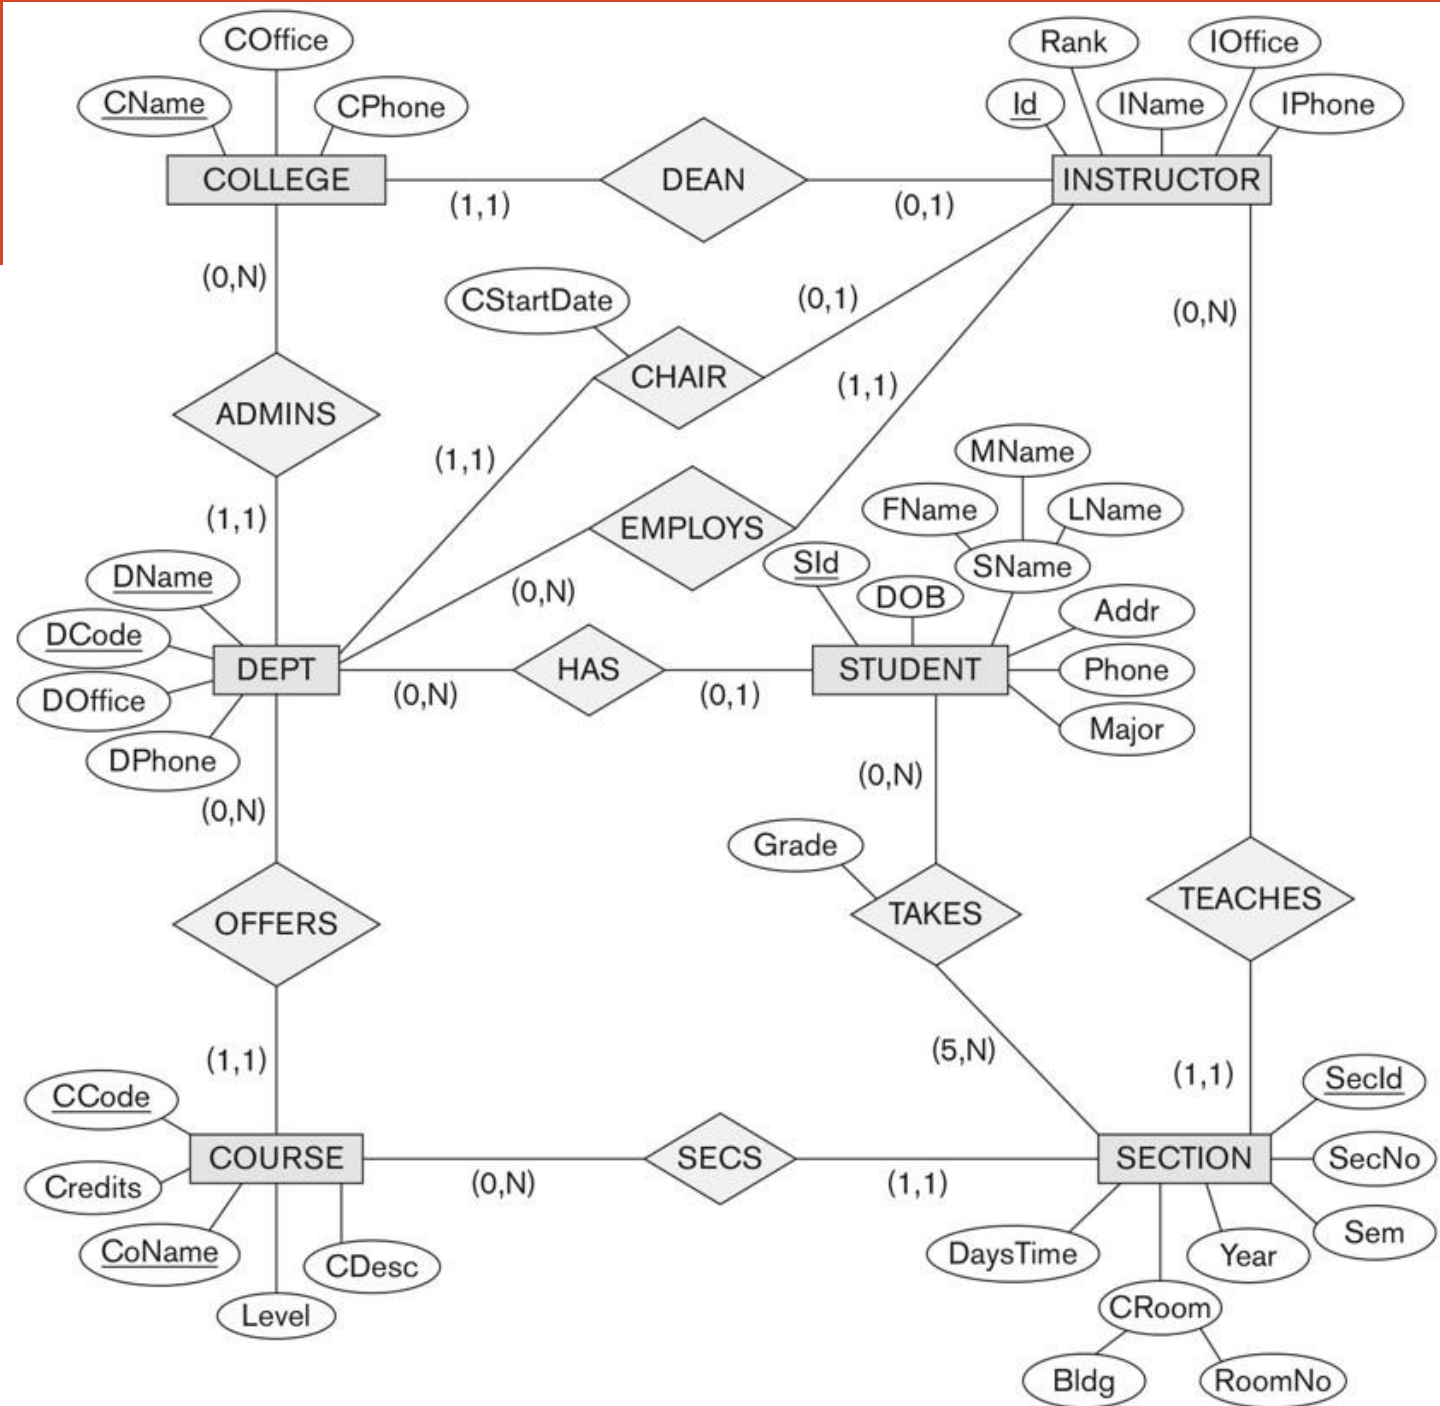 COffice
Rank
IOffice
CName
CPhone
Id
IName
IPhone
COLLEGE
DEAN
INSTRUCTOR
(1,1)
(0,1)
(0,N)
CStartDate
(0,1)
(0,N)
CHAIR
(1,1)
ADMINS
(1,1)
MName
(1,1)
FName
LName
EMPLOYS
SId
SName
DName
(0,N)
DOB
Addr
DCode
DEPT
HAS
STUDENT
Phone
DOffice
(0,N)
(0,1)
Major
DPhone
(0,N)
(0,N)
Grade
TEACHES
OFFERS
TAKES
(5,N)
(1,1)
(1,1)
SecId
CCode
COURSE
SECS
SECTION
SecNo
Credits
(0,N)
(1,1)
Sem
CoName
CDesc
DaysTime
Year
Level
CRoom
Bldg
RoomNo